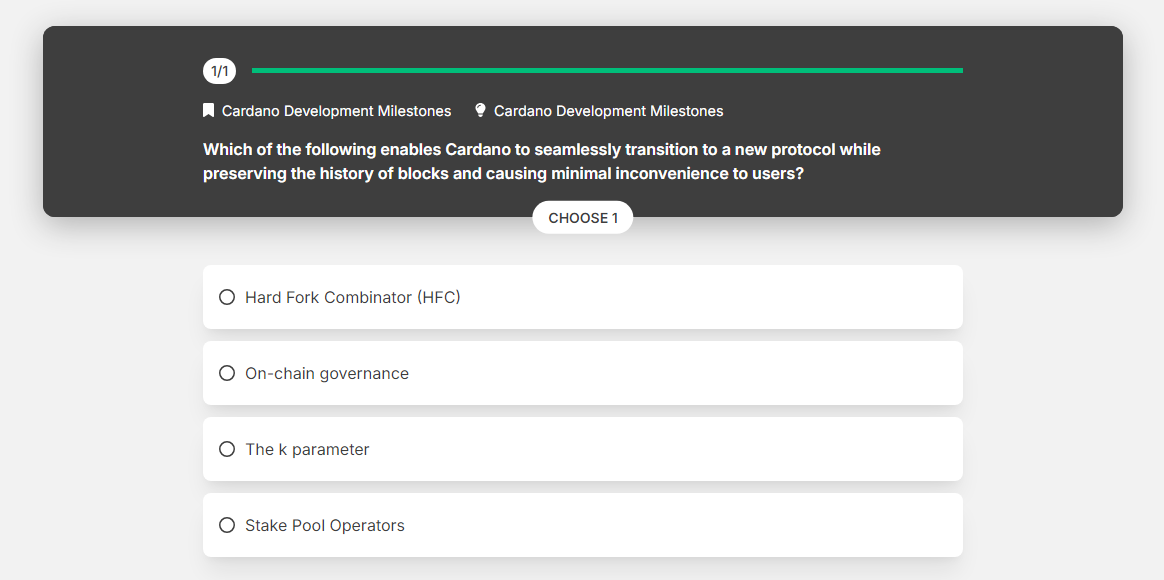 1/1
Cardano Development Milestones Cardano Development Milestones
Which of the following enables Cardano to seamlessly transition to a new protocol while
preserving the history of blocks and causing minimal inconvenience to users?
CHOOSE 1
Hard Fork Combinator (HFC)
On-chain governance
The k parameter
Stake Pool Operators